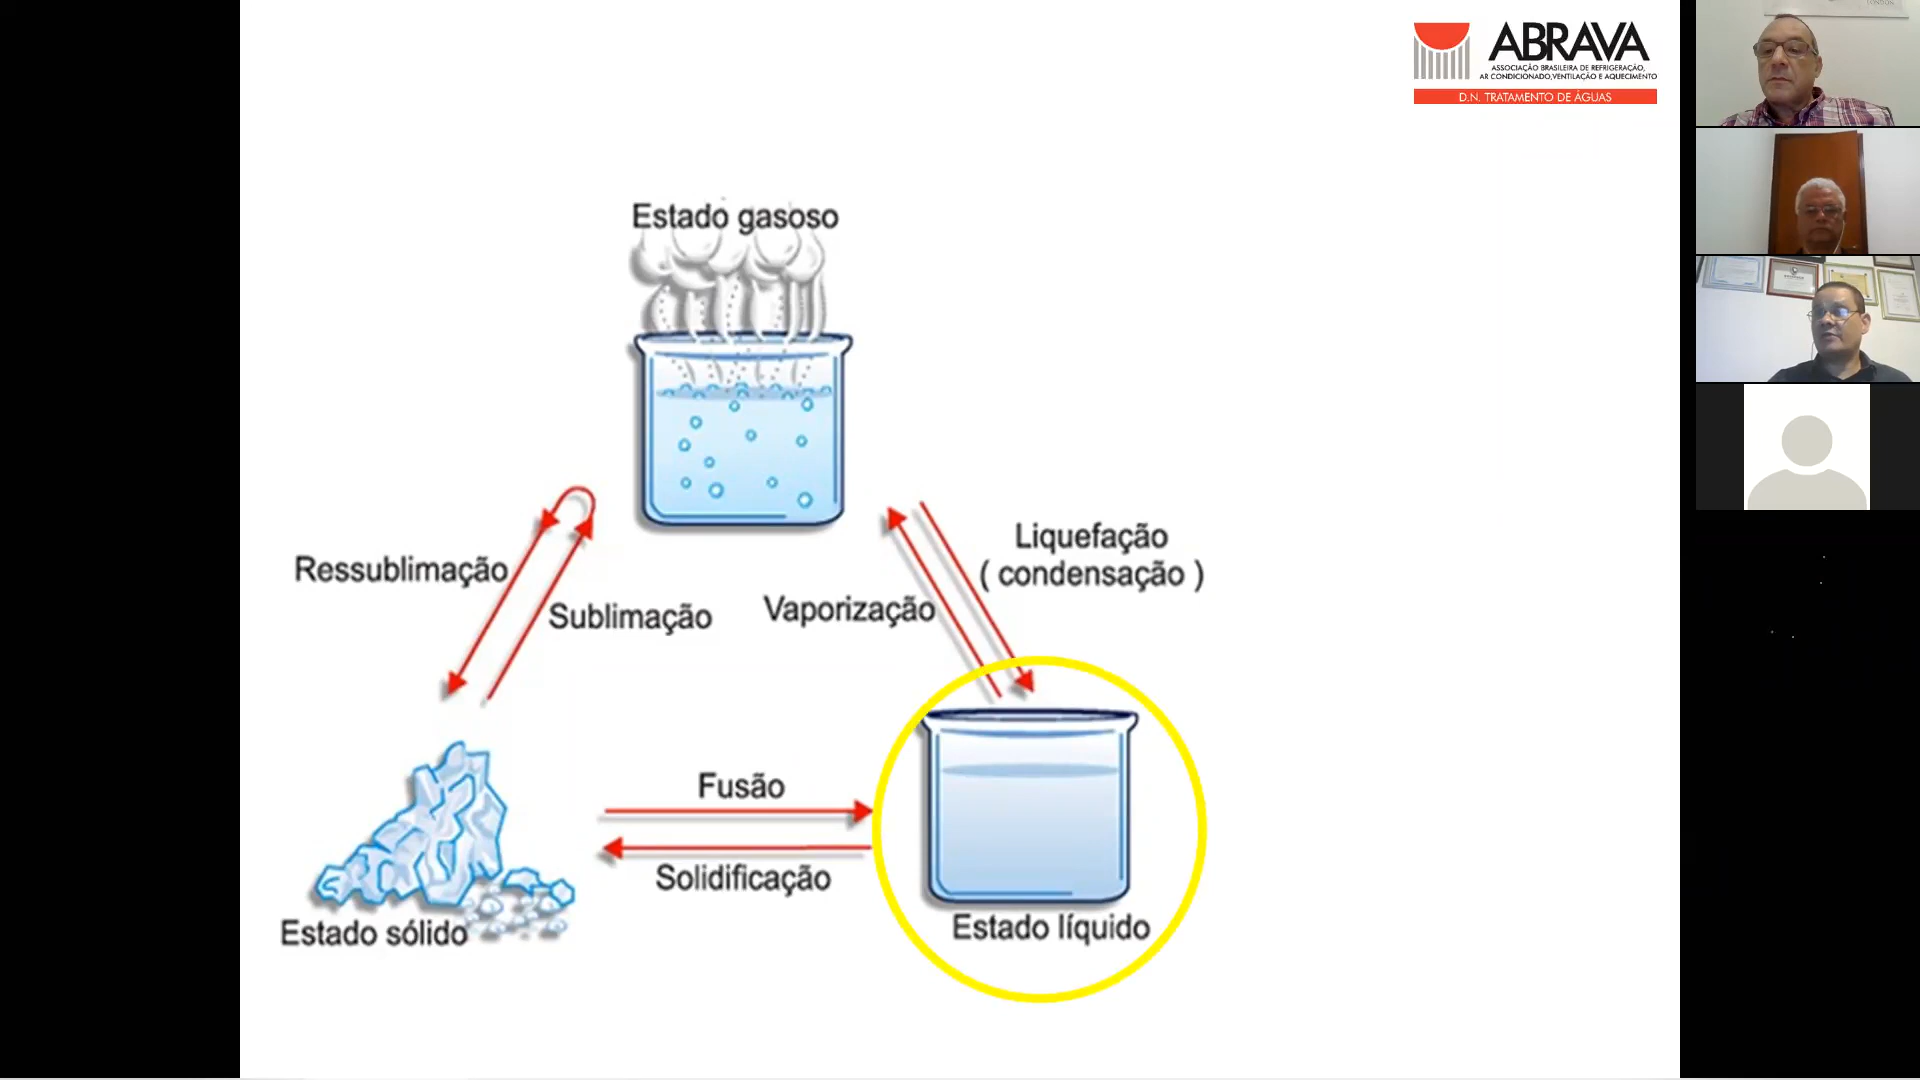 ABRAVA
ASSOCIAÇÃO BRASILEIRA DE REFRIGERAÇÃO,
AR CONDICIONADO, VENTILAÇÃO E AQUECIMENTO
D.N. TRATAMENTO DE ÁGUAS
Estado gasoso
Ressublimação
Sublimação
Vaporização
Liquefação
( condensação )
Fusão
Solidificação
Estado sólido
Estado líquido
LONDON